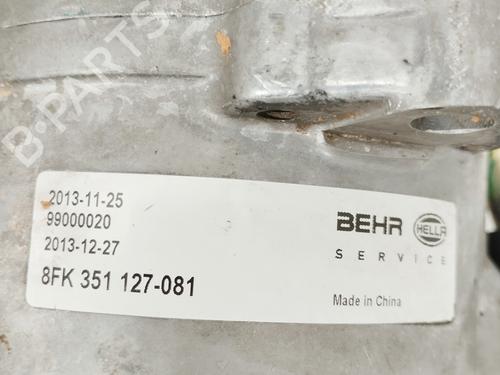 B-PARTS
2013-11-25
99000020
2013-12-27
8FK 351 127-081
BEHR HELLA
SERVICE
Made in China